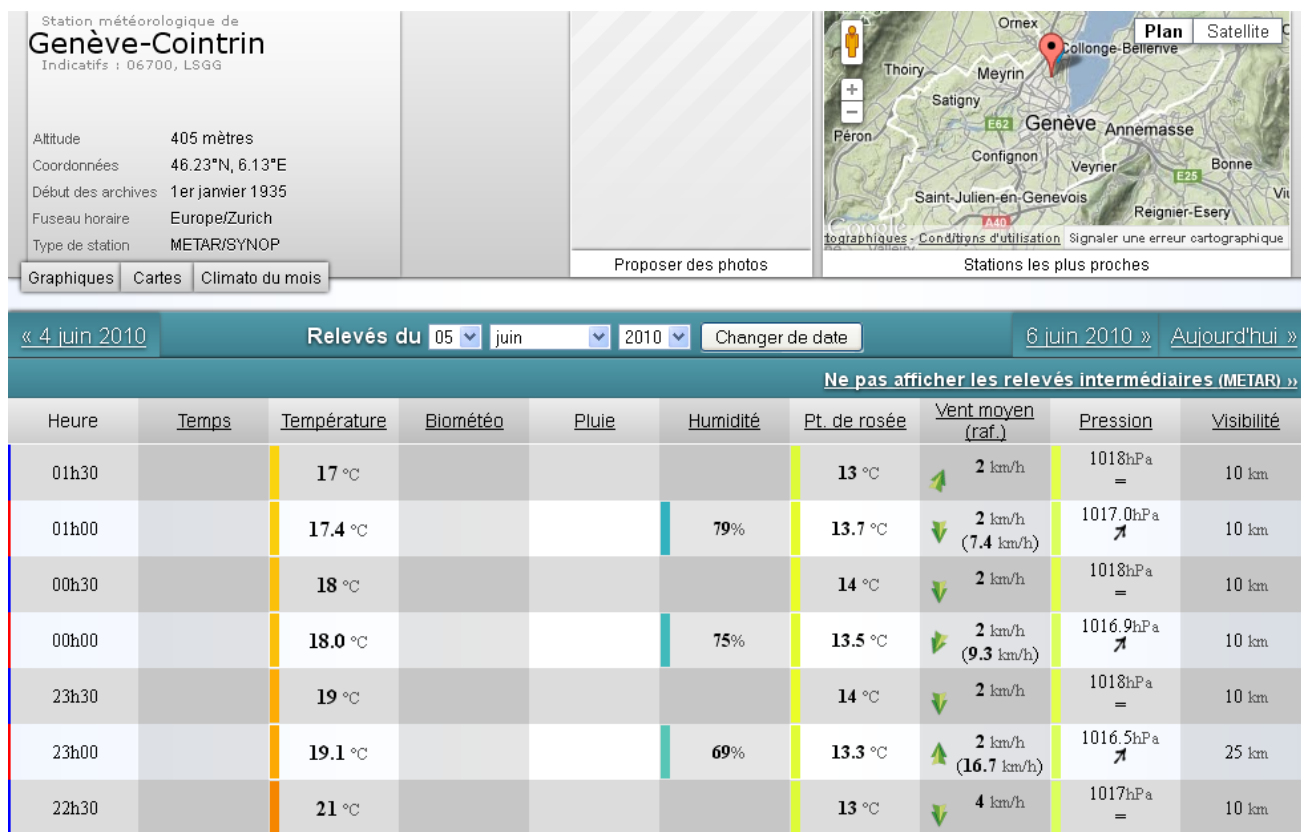 Station météorologique de
Genève-Cointrin
Indicatifs : 06700, LSGG
Altitude 405 mètres
Coordonnées 46.23°N, 6.13°E
Début des archives 1er janvier 1935
Fuseau horaire Europe/Zurich
Type de station METAR/SYNOP
Graphiques Cartes Climato du mois
Proposer des photos
Plan Satellite
Ornex
Collonge-Bellerive
Thoiry
Meyrin
Satigny
E62
Genève
Annemasse
Péron
Confignon
Veyrier
Bonne
E25
Saint-Julien-en-Genevois
Reignier-Esery
A40
Google
tographiques - Conditions d'utilisation Signaler une erreur cartographique
Stations les plus proches
« 4 juin 2010 Relevés du 05 juin 2010 Changer de date 6 juin 2010 » Aujourd'hui »
Ne pas afficher les relevés intermédiaires (METAR) »
Heure Temps Température Biométéo Pluie Humidité Pt. de rosée Vent moyen (raf.) Pression Visibilité
01h30 17 °C 13 °C 2 km/h 1018hPa = 10 km
01h00 17.4 °C 79% 13.7 °C 2 km/h (7.4 km/h) 1017.0hPa 10 km
00h30 18 °C 14 °C 2 km/h 1018hPa = 10 km
00h00 18.0 °C 75% 13.5 °C 2 km/h (9.3 km/h) 1016.9hPa 10 km
23h30 19 °C 14 °C 2 km/h 1018hPa = 10 km
23h00 19.1 °C 69% 13.3 °C 2 km/h (16.7 km/h) 1016.5hPa 25 km
22h30 21 °C 13 °C 4 km/h 1017hPa = 10 km